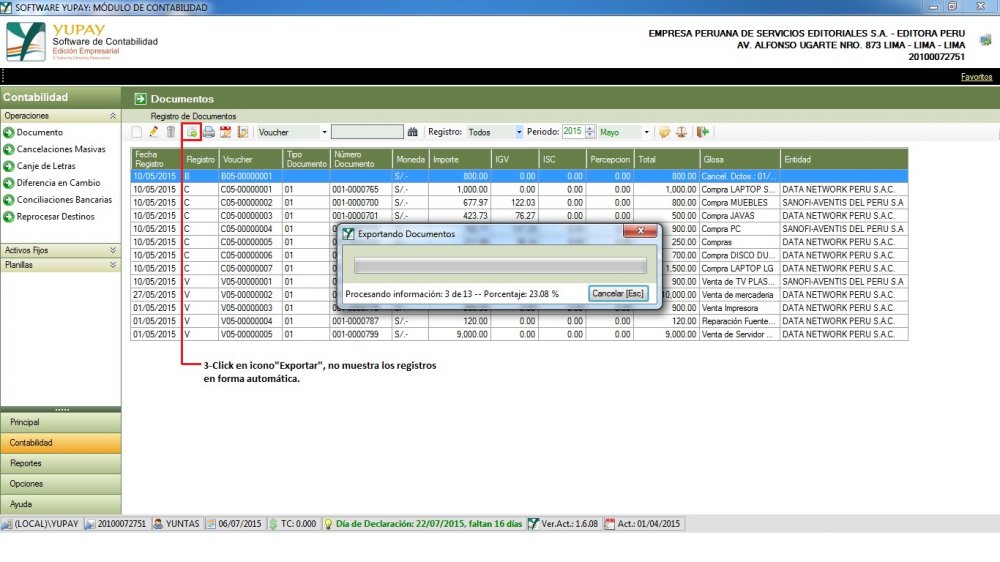 SOFTWARE YUPAY: MÓDULO DE CONTABILIDAD
YUPAY
Software de Contabilidad
Edición Empresarial
EMPRESA PERUANA DE SERVICIOS EDITORIALES S.A. - EDITORA PERU
AV. ALFONSO UGARTE NRO. 873 LIMA - LIMA - LIMA
20100072751
Favoritos
Contabilidad
Documentos
Operaciones
Registro de Documentos
Documento
Voucher
Registro: Todos
Periodo: 2015 Mayo
Cancelaciones Masivas
Canje de Letras
Diferencia en Cambio
Conciliaciones Bancarias
Reprocesar Destinos
Activos Fijos
Planillas
Fecha Registro Registro Voucher Tipo Documento Número Documento Moneda Importe IGV ISC Percepcion Total Glosa Entidad
10/05/2015 B B05-00000001 S/.- 800.00 0.00 0.00 0.00 800.00 Cancel. Dctos.: 01/...
10/05/2015 C C05-00000001 01 001-0000765 S/.- 1,000.00 0.00 0.00 0.00 1,000.00 Compra LAPTOP S... DATA NETWORK PERU S.A.C.
10/05/2015 C C05-00000002 01 001-0000700 S/.- 677.97 122.03 0.00 0.00 800.00 Compra MUEBLES SANOFI-AVENTIS DEL PERU S.A
10/05/2015 C C05-00000003 01 001-0000701 S/.- 423.73 76.27 0.00 0.00 500.00 Compra JAVAS DATA NETWORK PERU S.A.C.
10/05/2015 C C05-00000004 900.00 Compra PC SANOFI-AVENTIS DEL PERU S.A
10/05/2015 C C05-00000005 250.00 Compras DATA NETWORK PERU S.A.C.
10/05/2015 C C05-00000006 700.00 Compra DISCO DU... DATA NETWORK PERU S.A.C.
10/05/2015 C C05-00000007 1,500.00 Compra LAPTOP LG DATA NETWORK PERU S.A.C.
10/05/2015 V V05-00000001 900.00 Venta de TV PLAS... SANOFI-AVENTIS DEL PERU S.A
27/05/2015 V V05-00000002 Venta de mercaderia DATA NETWORK PERU S.A.C.
01/05/2015 V V05-00000003 900.00 Venta Impresora DATA NETWORK PERU S.A.C.
01/05/2015 V V05-00000004 01 001-0000787 S/.- 120.00 0.00 0.00 0.00 120.00 Reparación Fuente... DATA NETWORK PERU S.A.C.
01/05/2015 V V05-00000005 01 001-0000799 S/.- 9,000.00 0.00 0.00 0.00 9,000.00 Venta de Servidor ... DATA NETWORK PERU S.A.C.
Exportando Documentos
Procesando información: 3 de 13 -- Porcentaje: 23.08 %
Cancelar [Esc]
3-Click en icono"Exportar", no muestra los registros
en forma automática.
Principal
Contabilidad
Reportes
Opciones
Ayuda
(LOCAL)\YUPAY 20100072751 YUNTAS 06/07/2015 TC: 0.000 Día de Declaración: 22/07/2015, faltan 16 días Ver.Act.: 1.6.08 Act.: 01/04/2015